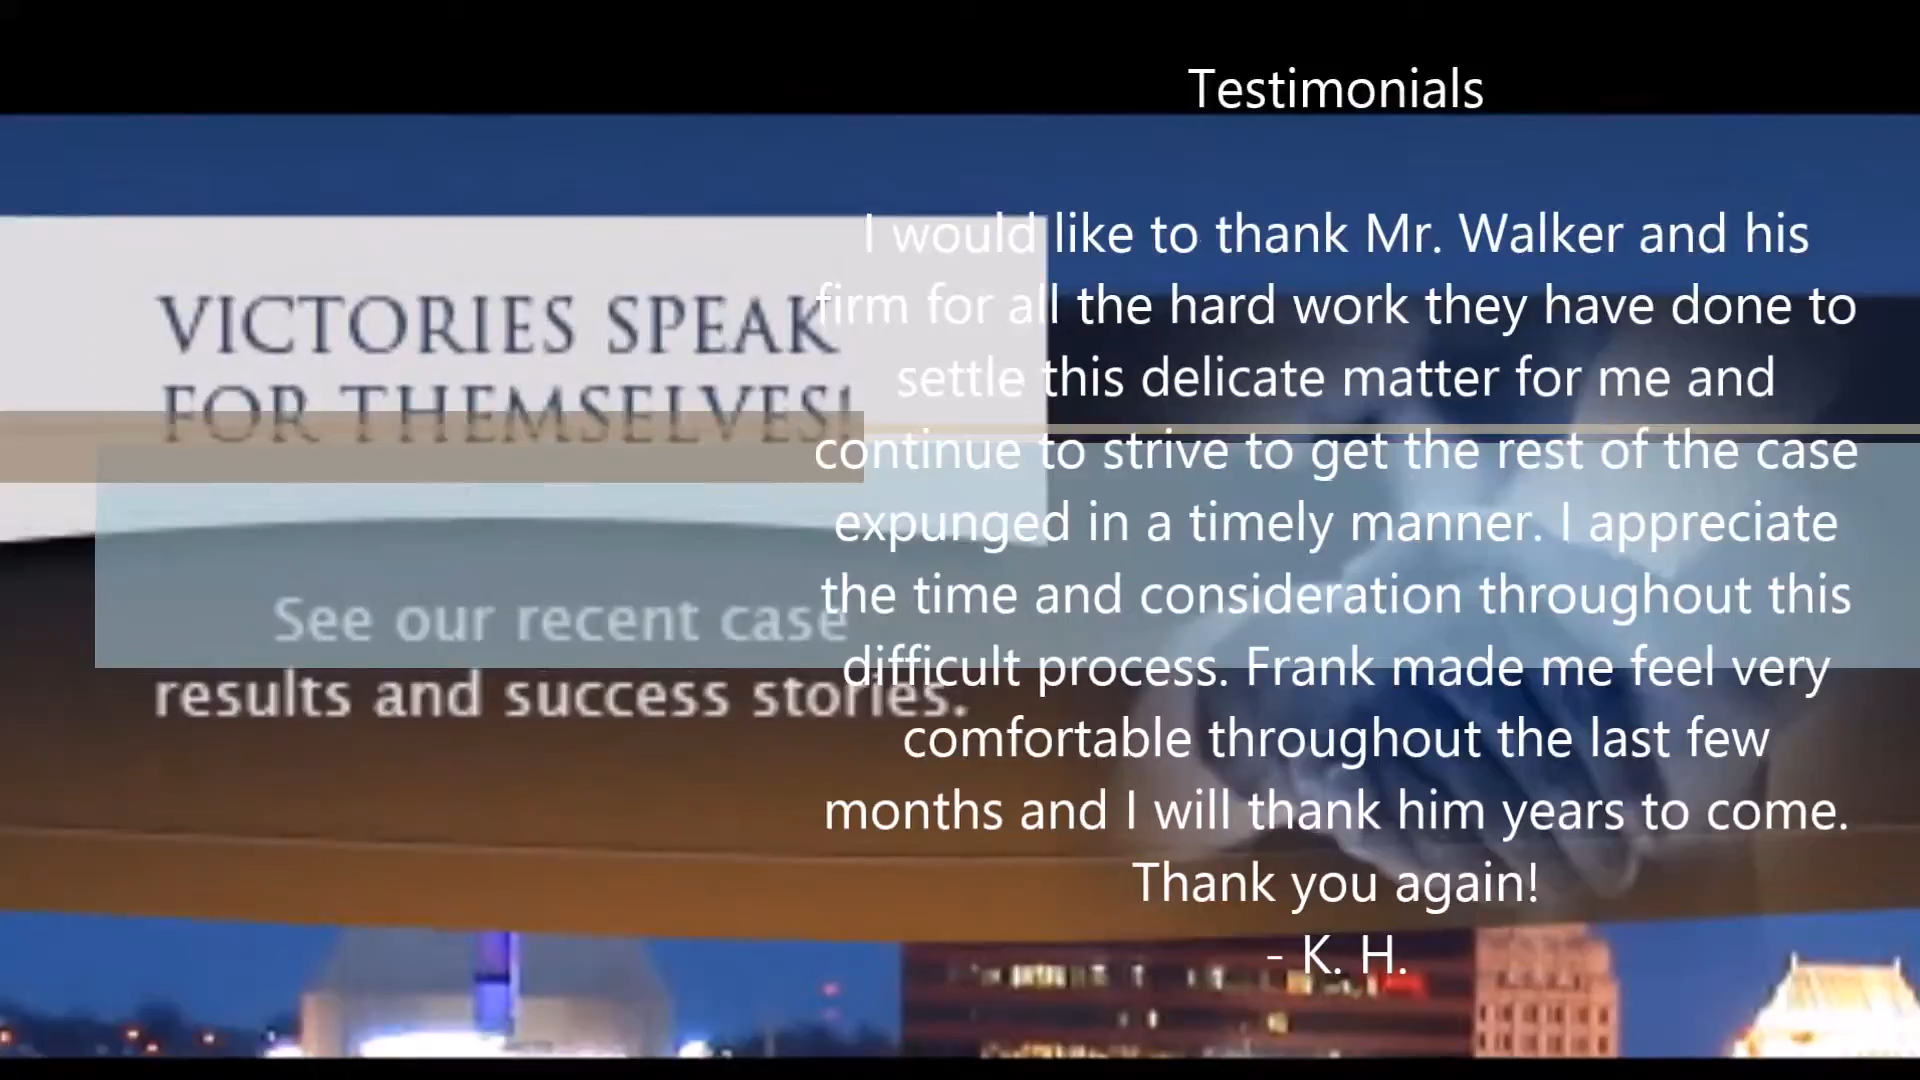 Testimonials
VICTORIES SPEAK
FOR THEMSELVES!
See our recent case
results and success stories.
I would like to thank Mr. Walker and his
firm for all the hard work they have done to
settle this delicate matter for me and
continue to strive to get the rest of the case
expunged in a timely manner. I appreciate
the time and consideration throughout this
difficult process. Frank made me feel very
comfortable throughout the last few
months and I will thank him years to come.
Thank you again!
- K. H.